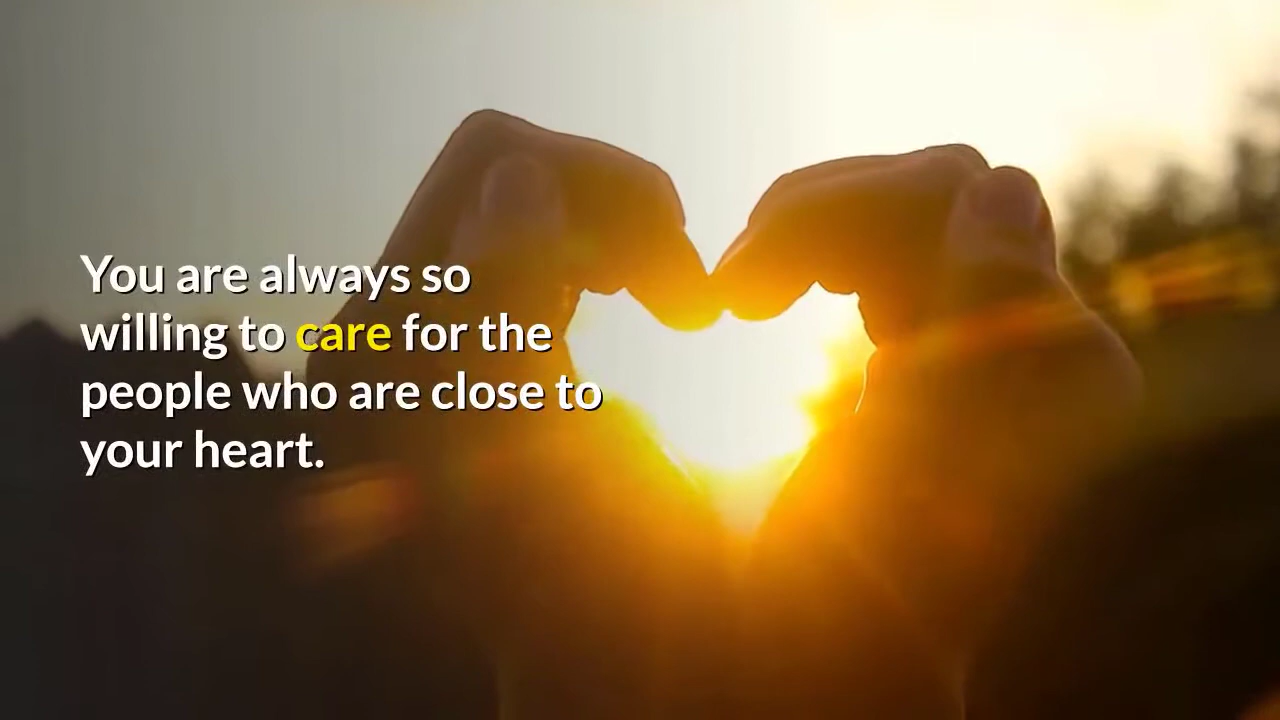 You are always so
willing to care for the
people who are close to
your heart.